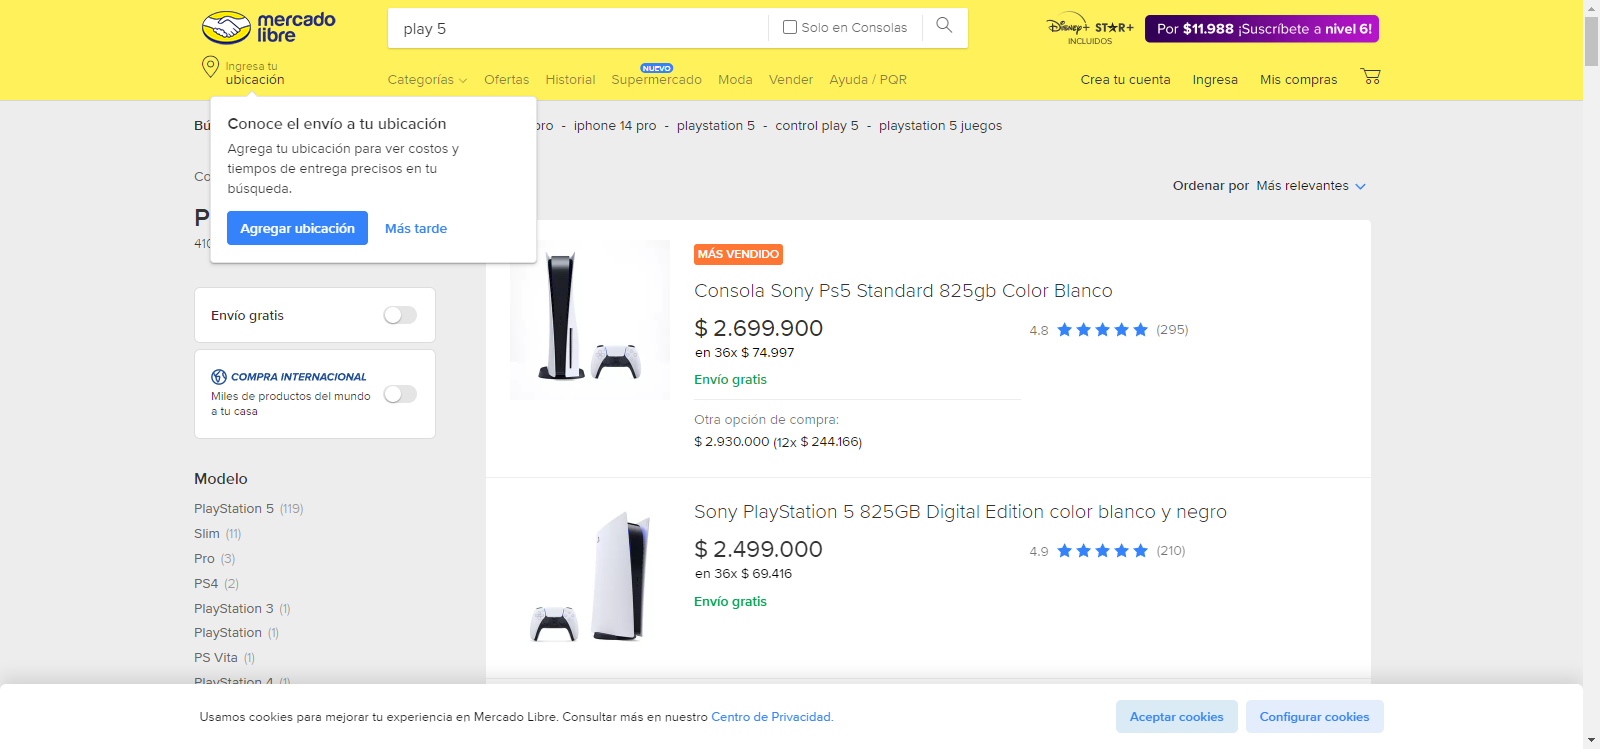 mercado
libre
play 5
Solo en Consolas
Disney+ STAR+
INCLUIDOS
Por $11.988 ¡Suscríbete a nivel 6!
Ingresa tu
ubicación
Categorías
Ofertas
Historial
NUEVO
Supermercado
Moda
Vender
Ayuda / PQR
Crea tu cuenta
Ingresa
Mis compras
Bú
pro - iphone 14 pro - playstation 5 - control play 5 - playstation 5 juegos
Conoce el envío a tu ubicación
Agrega tu ubicación para ver costos y
tiempos de entrega precisos en tu
búsqueda.
Agregar ubicación
Más tarde
Co
P
410
Ordenar por Más relevantes
Envío gratis
COMPRA INTERNACIONAL
Miles de productos del mundo
a tu casa
Modelo
PlayStation 5 (119)
Slim (11)
Pro (3)
PS4 (2)
PlayStation 3 (1)
PlayStation (1)
PS Vita (1)
PlayStation 4 (1)
MÁS VENDIDO
Consola Sony Ps5 Standard 825gb Color Blanco
$ 2.699.900
en 36x $ 74.997
Envío gratis
4.8 (295)
Otra opción de compra:
$ 2.930.000 (12x $ 244.166)
Sony PlayStation 5 825GB Digital Edition color blanco y negro
$ 2.499.000
en 36x $ 69.416
Envío gratis
4.9 (210)
Usamos cookies para mejorar tu experiencia en Mercado Libre. Consultar más en nuestro Centro de Privacidad.
Aceptar cookies
Configurar cookies